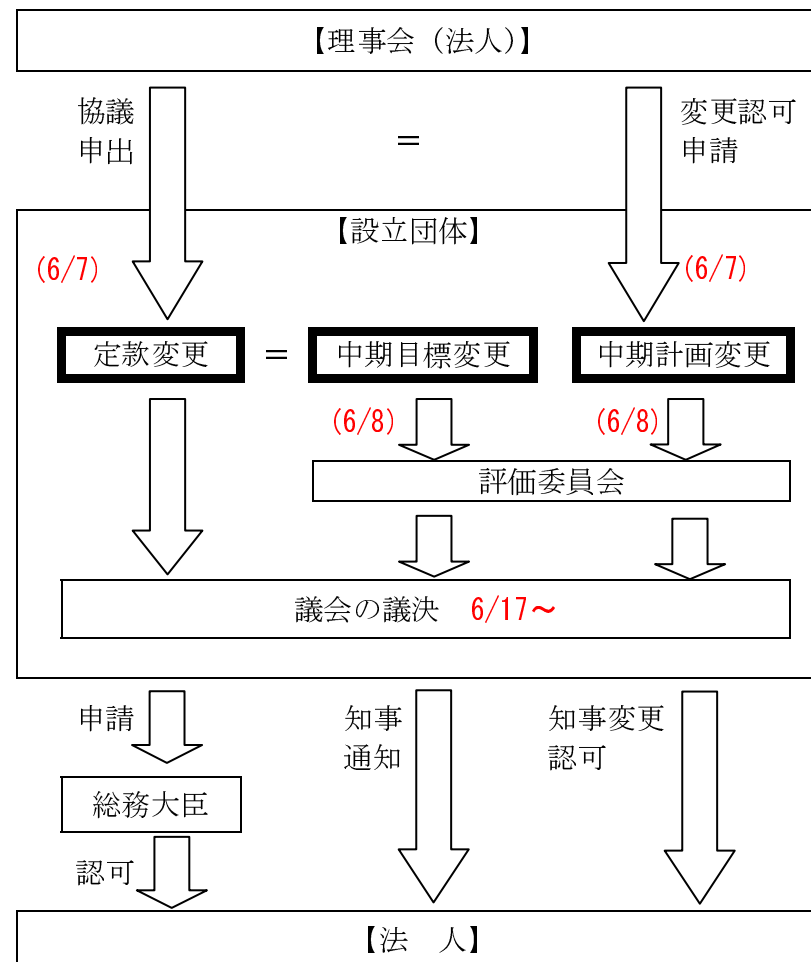 【理事会（法人）】
協議
申出
＝
変更認可
申請
【設立団体】
(6/7)
(6/7)
定款変更
＝
中期目標変更
中期計画変更
(6/8)
(6/8)
評価委員会
議会の議決　6/17～
申請
知事
通知
知事変更
認可
総務大臣
認可
【法　人】